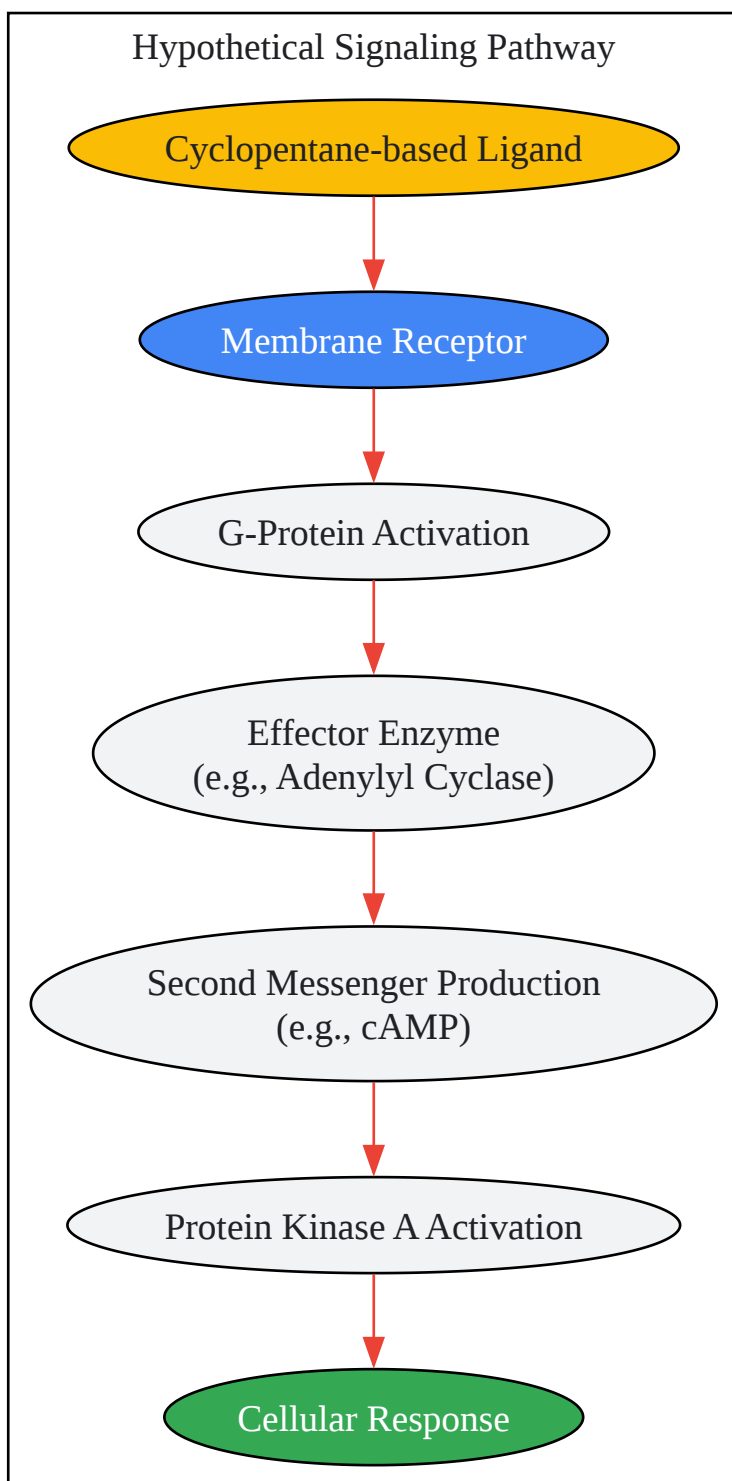 Hypothetical Signaling Pathway
Cyclopentane-based Ligand
Membrane Receptor
G-Protein Activation
Effector Enzyme
(e.g., Adenylyl Cyclase)
Second Messenger Production
(e.g., cAMP)
Protein Kinase A Activation
Cellular Response